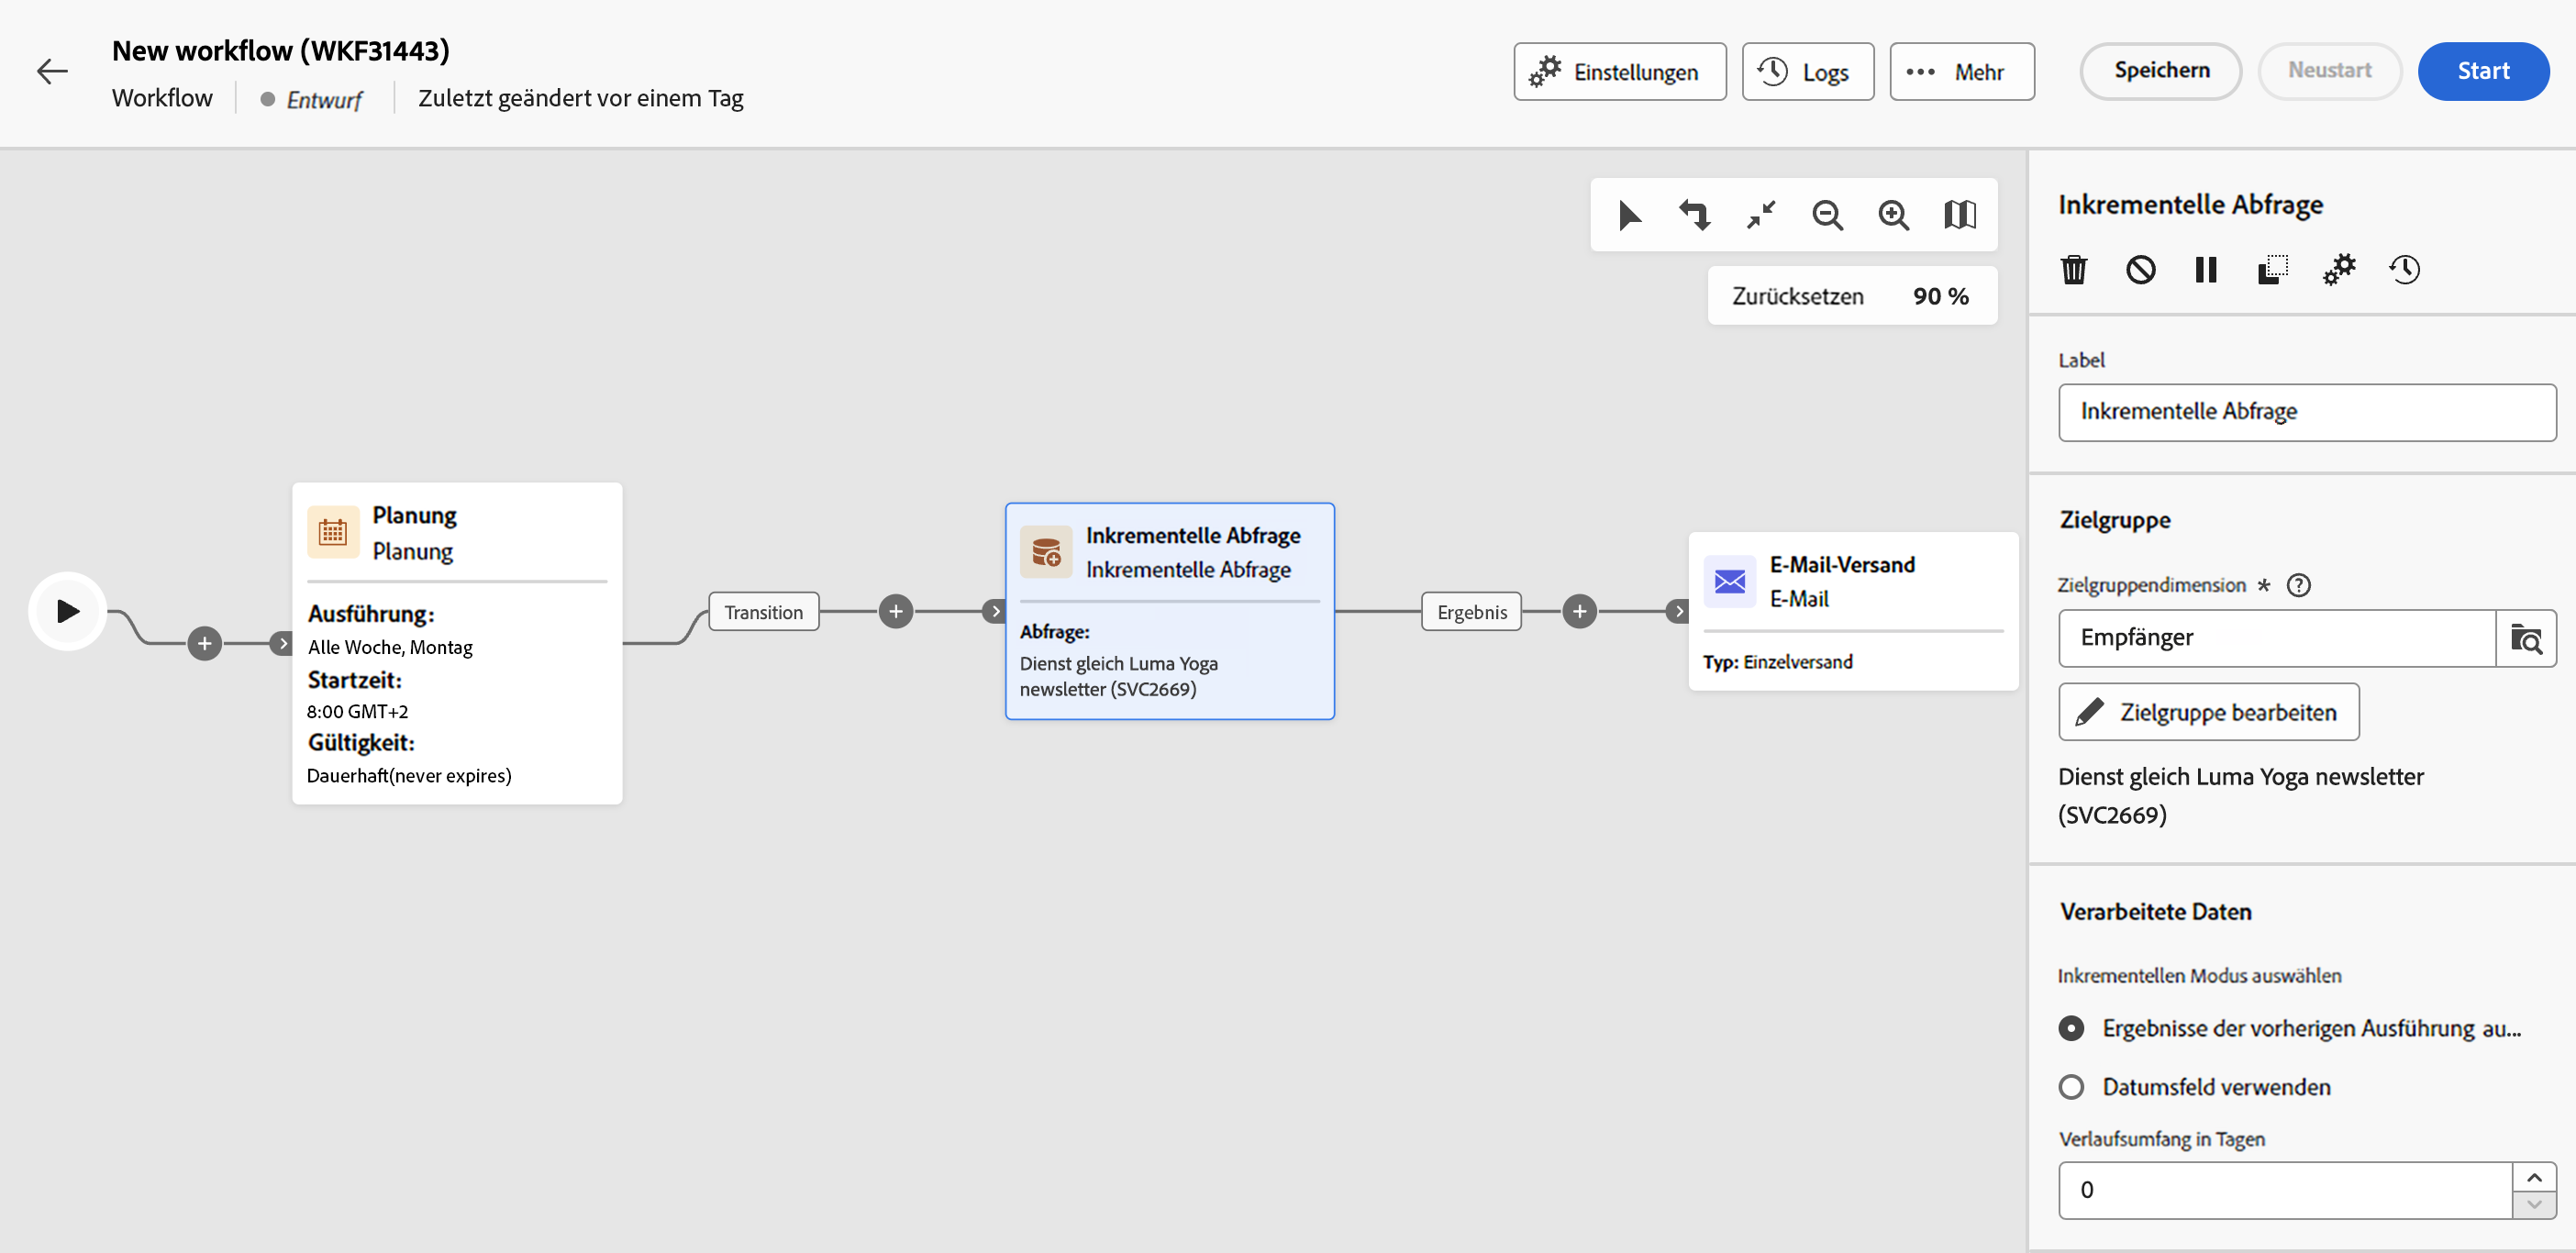 New workflow (WKF31443)
Workflow
Entwurf
Zuletzt geändert vor einem Tag
Einstellungen
Logs
Mehr
Speichern
Neustart
Start
Zurücksetzen
90 %
Planung
Planung
Ausführung:
Alle Woche, Montag
Startzeit:
8:00 GMT+2
Gültigkeit:
Dauerhaft(never expires)
Transition
Inkrementelle Abfrage
Inkrementelle Abfrage
Abfrage:
Dienst gleich Luma Yoga
newsletter (SVC2669)
Ergebnis
E-Mail-Versand
E-Mail
Typ: Einzelversand
Inkrementelle Abfrage
Label
Inkrementelle Abfrage
Zielgruppe
Zielgruppendimension *
Empfänger
Zielgruppe bearbeiten
Dienst gleich Luma Yoga newsletter
(SVC2669)
Verarbeitete Daten
Inkrementellen Modus auswählen
Ergebnisse der vorherigen Ausführung au...
Datumsfeld verwenden
Verlaufsumfang in Tagen
0